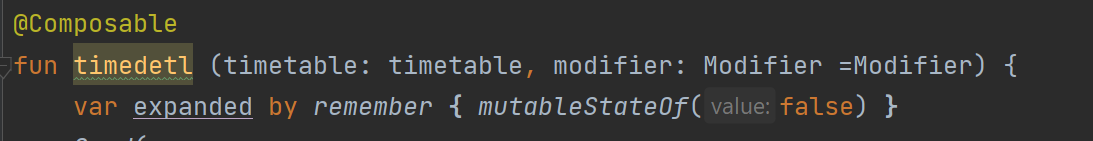 @Composable
fun timedetl (timetable: timetable, modifier: Modifier =Modifier) {
var expanded by remember { mutableStateOf( value: false) }